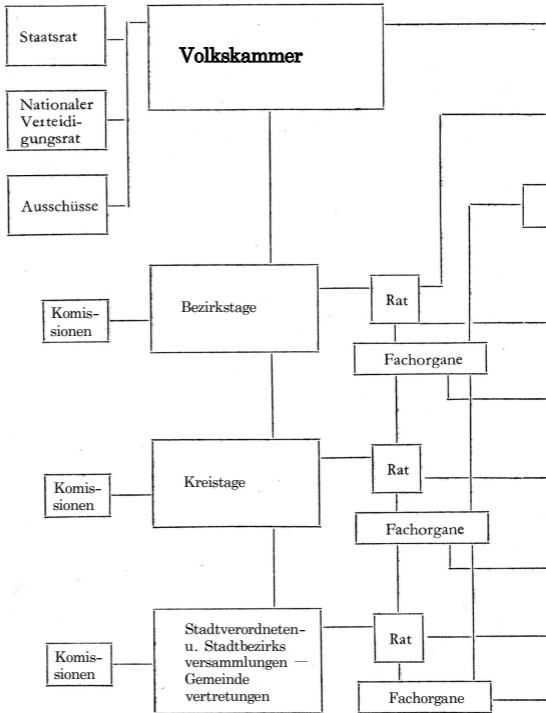 Staatsrat
Volkskammer
Nationaler
Verteidi-
gungsrat
Ausschüsse
Komis-
sionen
Bezirkstage
Rat
Fachorgane
Komis-
sionen
Kreistage
Rat
Fachorgane
Komis-
sionen
Stadtverordneten-
u. Stadtbezirks
versammlungen —
Gemeinde
vertretungen
Rat
Fachorgane